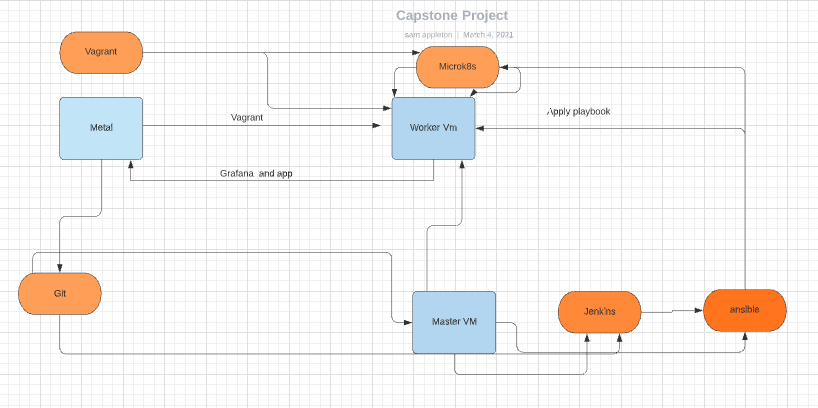 Capstone Project
sam appleton | March 4, 2021
Vagrant
Microk8s
Apply playbook
Metal
Vagrant
Worker Vm
Grafana and app
Git
Master VM
Jenkins
ansible